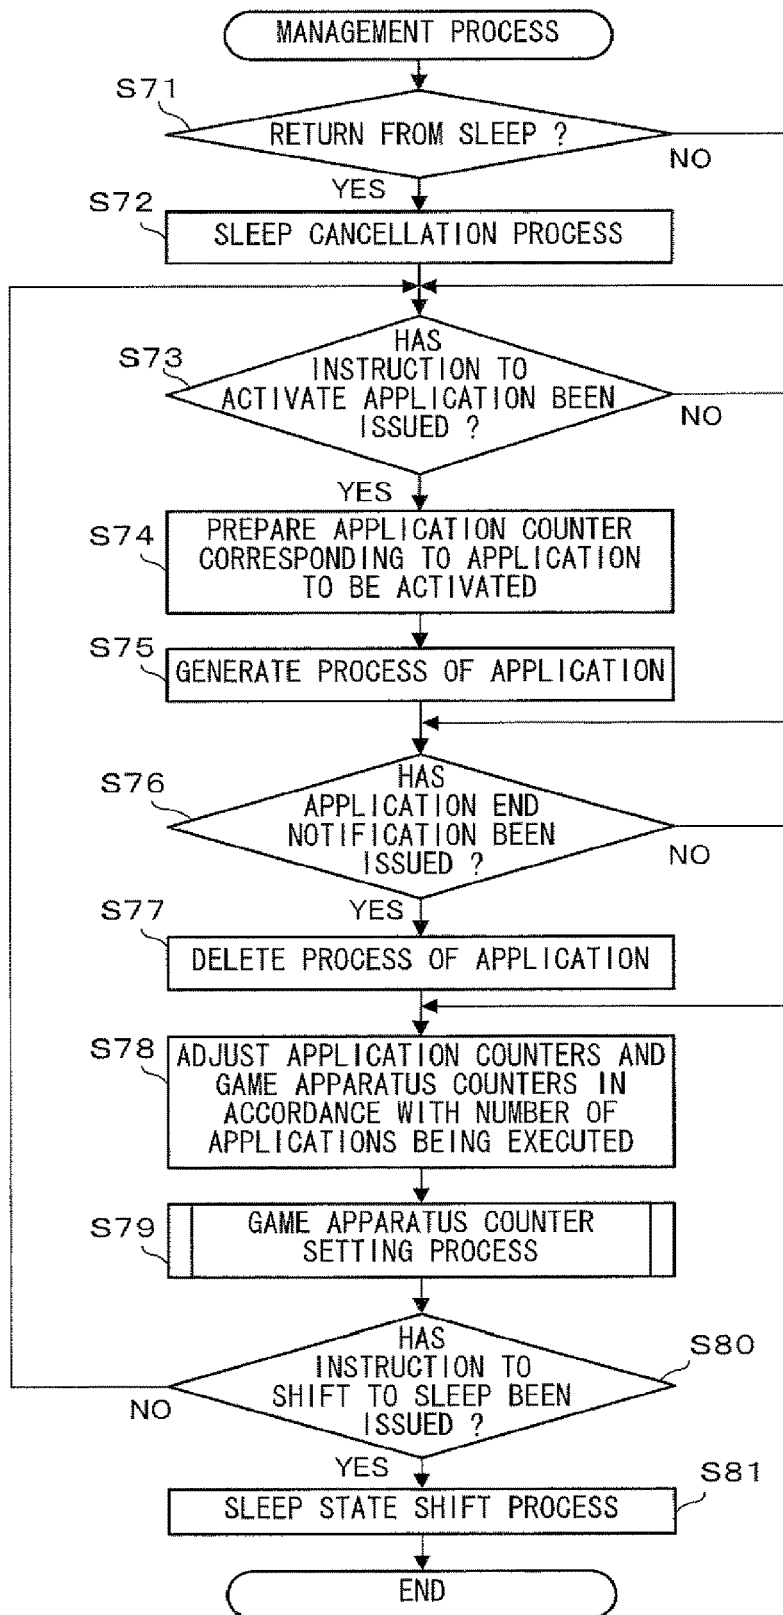 MANAGEMENT PROCESS
S71
RETURN FROM SLEEP ?
NO
YES
S72
SLEEP CANCELLATION PROCESS
S73
HAS
INSTRUCTION TO
ACTIVATE APPLICATION BEEN
ISSUED ?
NO
YES
S74
PREPARE APPLICATION COUNTER
CORRESPONDING TO APPLICATION
TO BE ACTIVATED
S75
GENERATE PROCESS OF APPLICATION
S76
HAS
APPLICATION END
NOTIFICATION BEEN
ISSUED ?
NO
YES
S77
DELETE PROCESS OF APPLICATION
S78
ADJUST APPLICATION COUNTERS AND
GAME APPARATUS COUNTERS IN
ACCORDANCE WITH NUMBER OF
APPLICATIONS BEING EXECUTED
S79
GAME APPARATUS COUNTER
SETTING PROCESS
S80
HAS
INSTRUCTION TO
SHIFT TO SLEEP BEEN
ISSUED ?
NO
YES
S81
SLEEP STATE SHIFT PROCESS
END